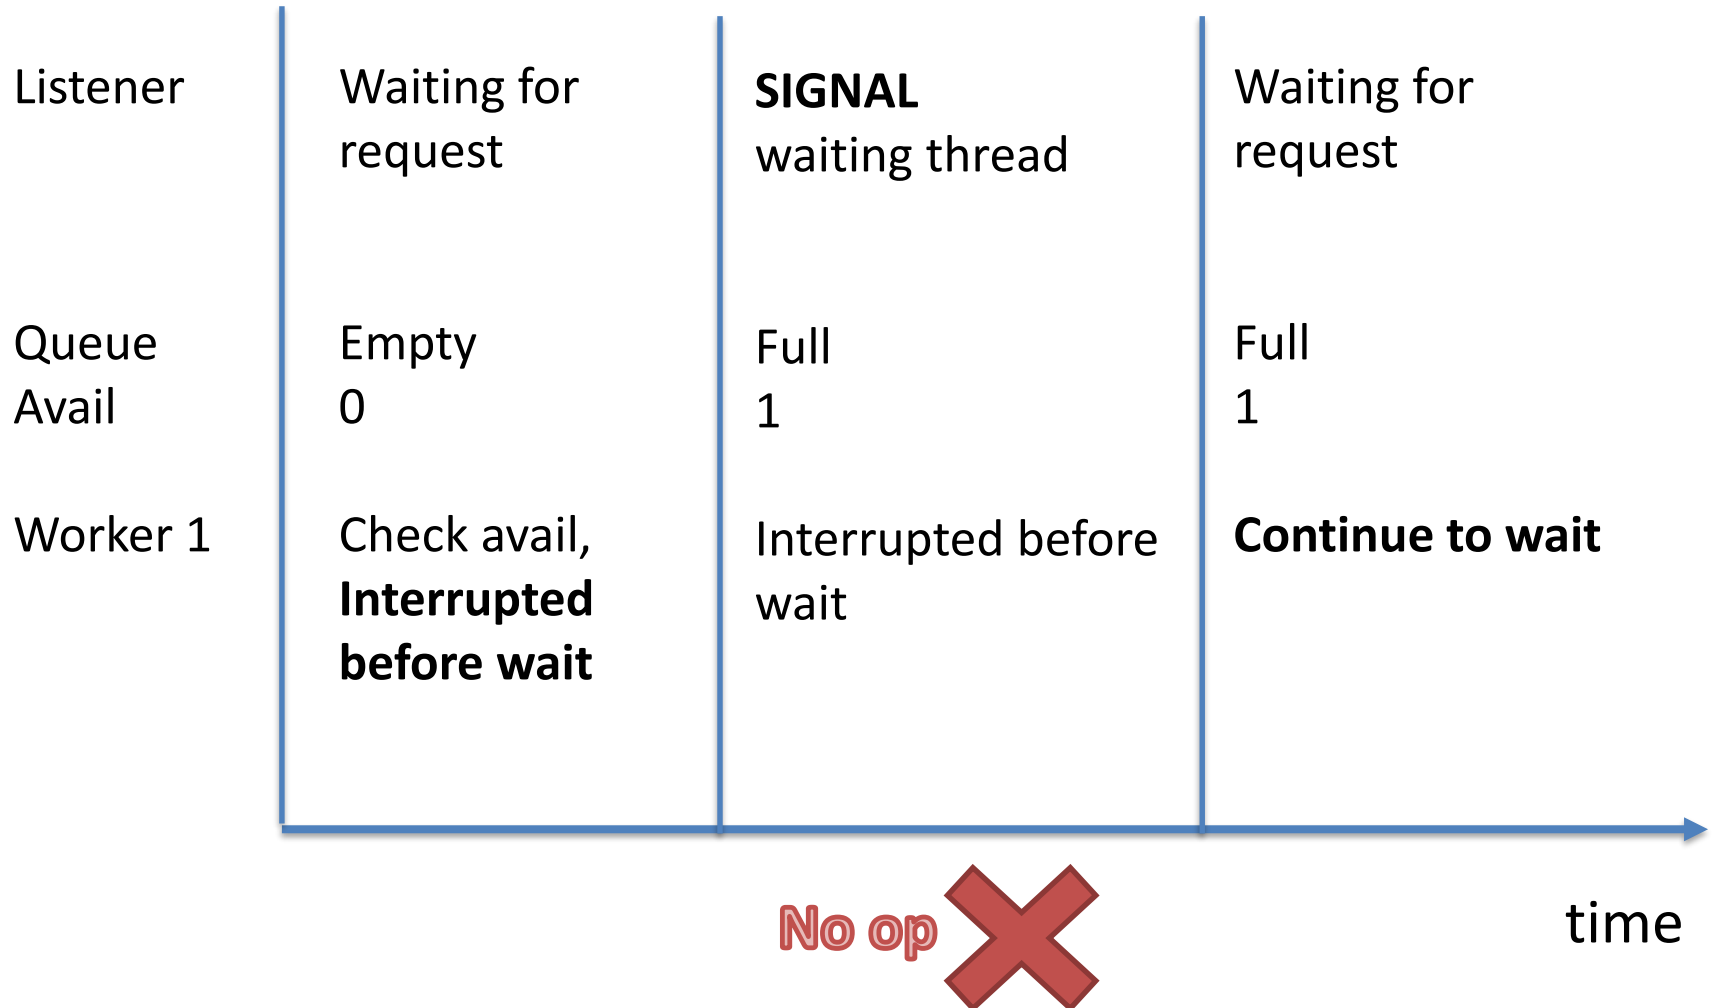 Listener
Waiting for
request
SIGNAL
waiting thread
Waiting for
request
Queue
Avail
Empty
0
Full
1
Full
1
Worker 1
Check avail,
Interrupted
before wait
Interrupted before
wait
Continue to wait
No op
time